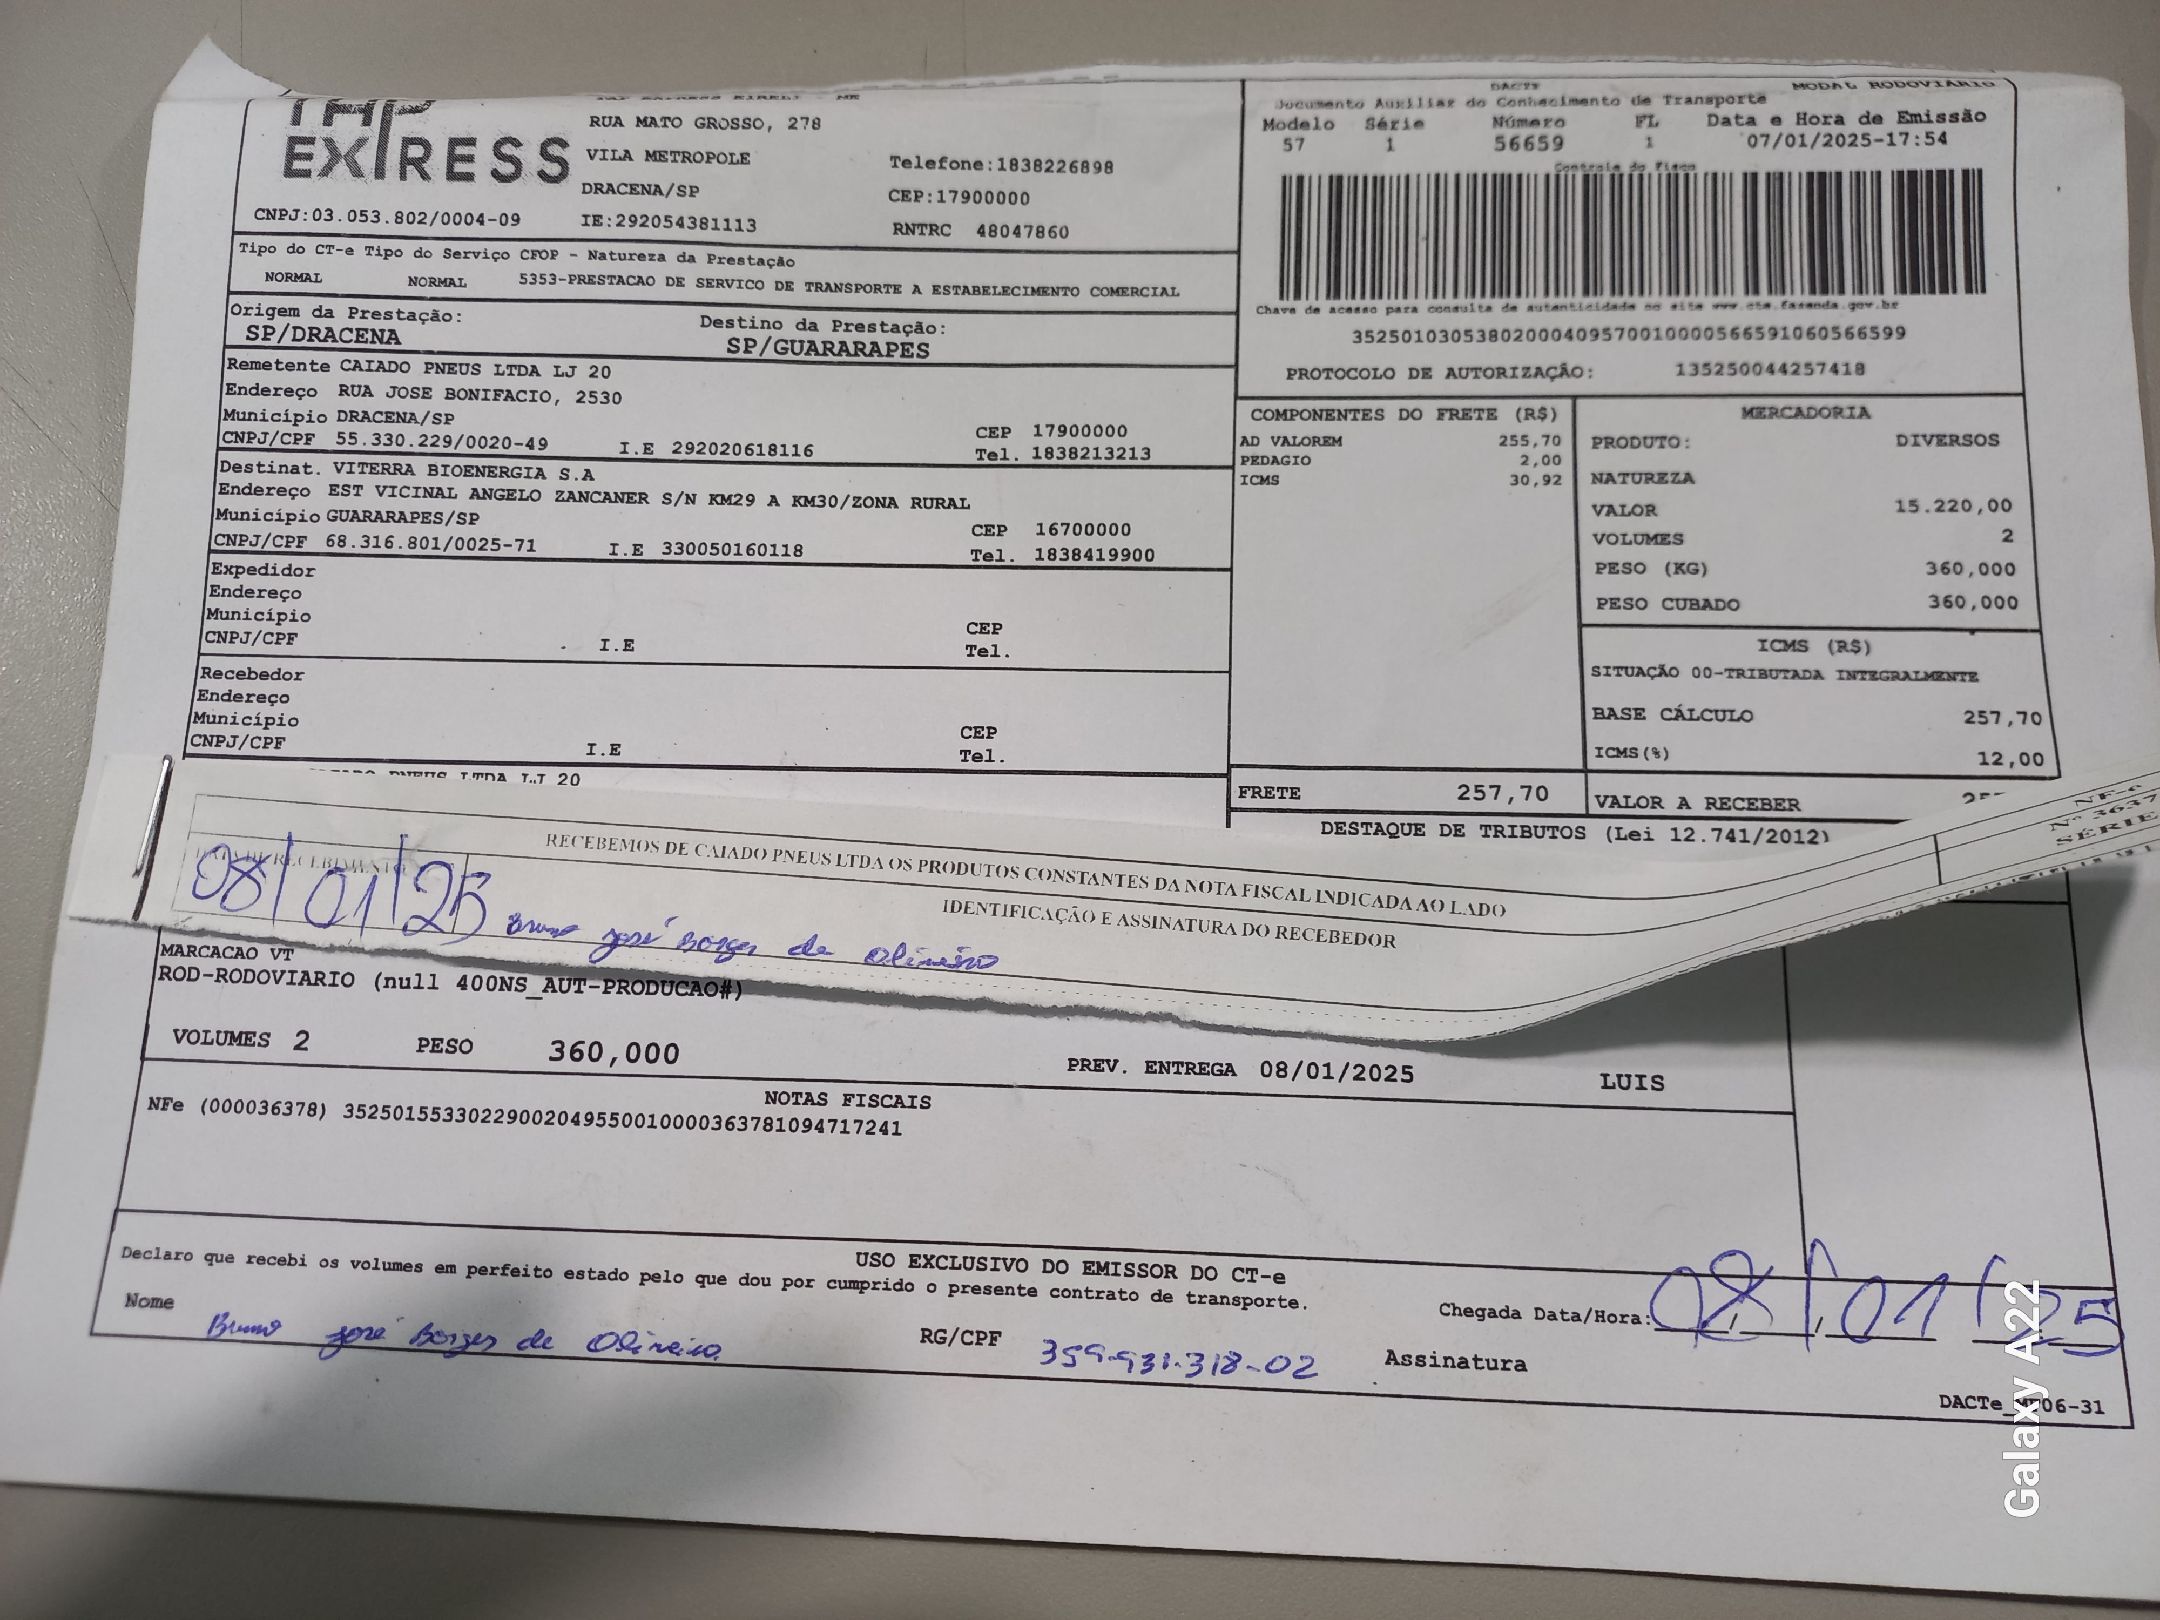 TAP EXPRESS
RUA MATO GROSSO, 278
VILA METROPOLE
Telefone:1838226898
DRACENA/SP
CEP:17900000
CNPJ:03.053.802/0004-09
IE:292054381113
RNTRC 48047860
DACTE
MODAL RODOVIÁRIO
Documento Auxiliar do Conhecimento de Transporte
Modelo Série Número FL Data e Hora de Emissão
57 1 56659 1 07/01/2025-17:54
Controle do Fisco
Chave de acesso para consulta de autenticidade no site www.cte.fazenda.gov.br
35250103053802000409570010000566591060566599
PROTOCOLO DE AUTORIZAÇÃO: 135250044257418
Tipo do CT-e Tipo do Serviço CFOP - Natureza da Prestação
NORMAL NORMAL 5353-PRESTACAO DE SERVICO DE TRANSPORTE A ESTABELECIMENTO COMERCIAL
Origem da Prestação: Destino da Prestação:
SP/DRACENA SP/GUARARAPES
Remetente CAIADO PNEUS LTDA LJ 20
Endereço RUA JOSE BONIFACIO, 2530
Município DRACENA/SP CEP 17900000
CNPJ/CPF 55.330.229/0020-49 I.E 292020618116 Tel. 1838213213
Destinat. VITERRA BIOENERGIA S.A
Endereço EST VICINAL ANGELO ZANCANER S/N KM29 A KM30/ZONA RURAL
Município GUARARAPES/SP CEP 16700000
CNPJ/CPF 68.316.801/0025-71 I.E 330050160118 Tel. 1838419900
Expedidor
Endereço
Município CEP
CNPJ/CPF I.E Tel.
Recebedor
Endereço
Município CEP
CNPJ/CPF I.E Tel.
PNEUS LTDA LJ 20
COMPONENTES DO FRETE (R$)
AD VALOREM 255,70
PEDAGIO 2,00
ICMS 30,92
FRETE 257,70
MERCADORIA
PRODUTO: DIVERSOS
NATUREZA
VALOR 15.220,00
VOLUMES 2
PESO (KG) 360,000
PESO CUBADO 360,000
ICMS (R$)
SITUAÇÃO 00-TRIBUTADA INTEGRALMENTE
BASE CÁLCULO 257,70
ICMS(%) 12,00
VALOR A RECEBER
DESTAQUE DE TRIBUTOS (Lei 12.741/2012)
RECEBEMOS DE CAIADO PNEUS LTDA OS PRODUTOS CONSTANTES DA NOTA FISCAL INDICADA AO LADO
DATA DE RECEBIMENTO
IDENTIFICAÇÃO E ASSINATURA DO RECEBEDOR
08/01/25 Bruno José Borges de Oliveira
NF-e
SÉRIE
MARCACAO VT
ROD-RODOVIARIO (null 400NS_AUT-PRODUCAO#)
VOLUMES 2 PESO 360,000 PREV. ENTREGA 08/01/2025 LUIS
NOTAS FISCAIS
NFe (000036378) 35250155330229002049550010000363781094717241
USO EXCLUSIVO DO EMISSOR DO CT-e
Declaro que recebi os volumes em perfeito estado pelo que dou por cumprido o presente contrato de transporte.
Chegada Data/Hora: 08/01/25
Nome Bruno José Borges de Oliveira RG/CPF 359.931.318-02 Assinatura
Galaxy A22